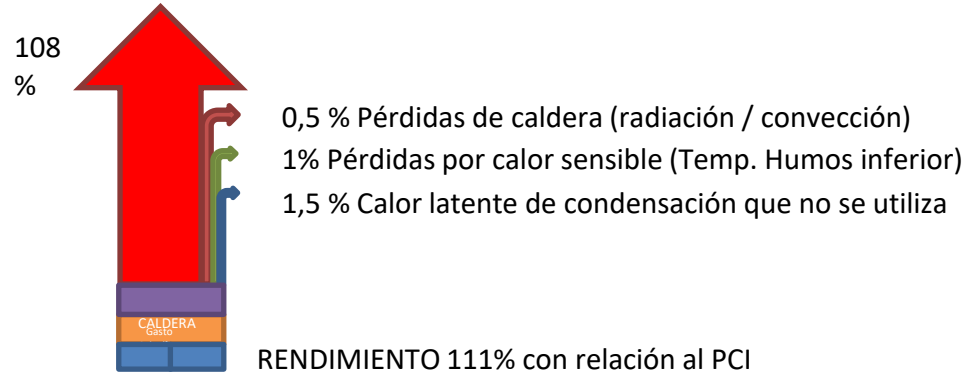 108
%
0,5 % Pérdidas de caldera (radiación / convección)
1% Pérdidas por calor sensible (Temp. Humos inferior)
1,5 % Calor latente de condensación que no se utiliza
CALDERA
Gasto
RENDIMIENTO 111% con relación al PCI